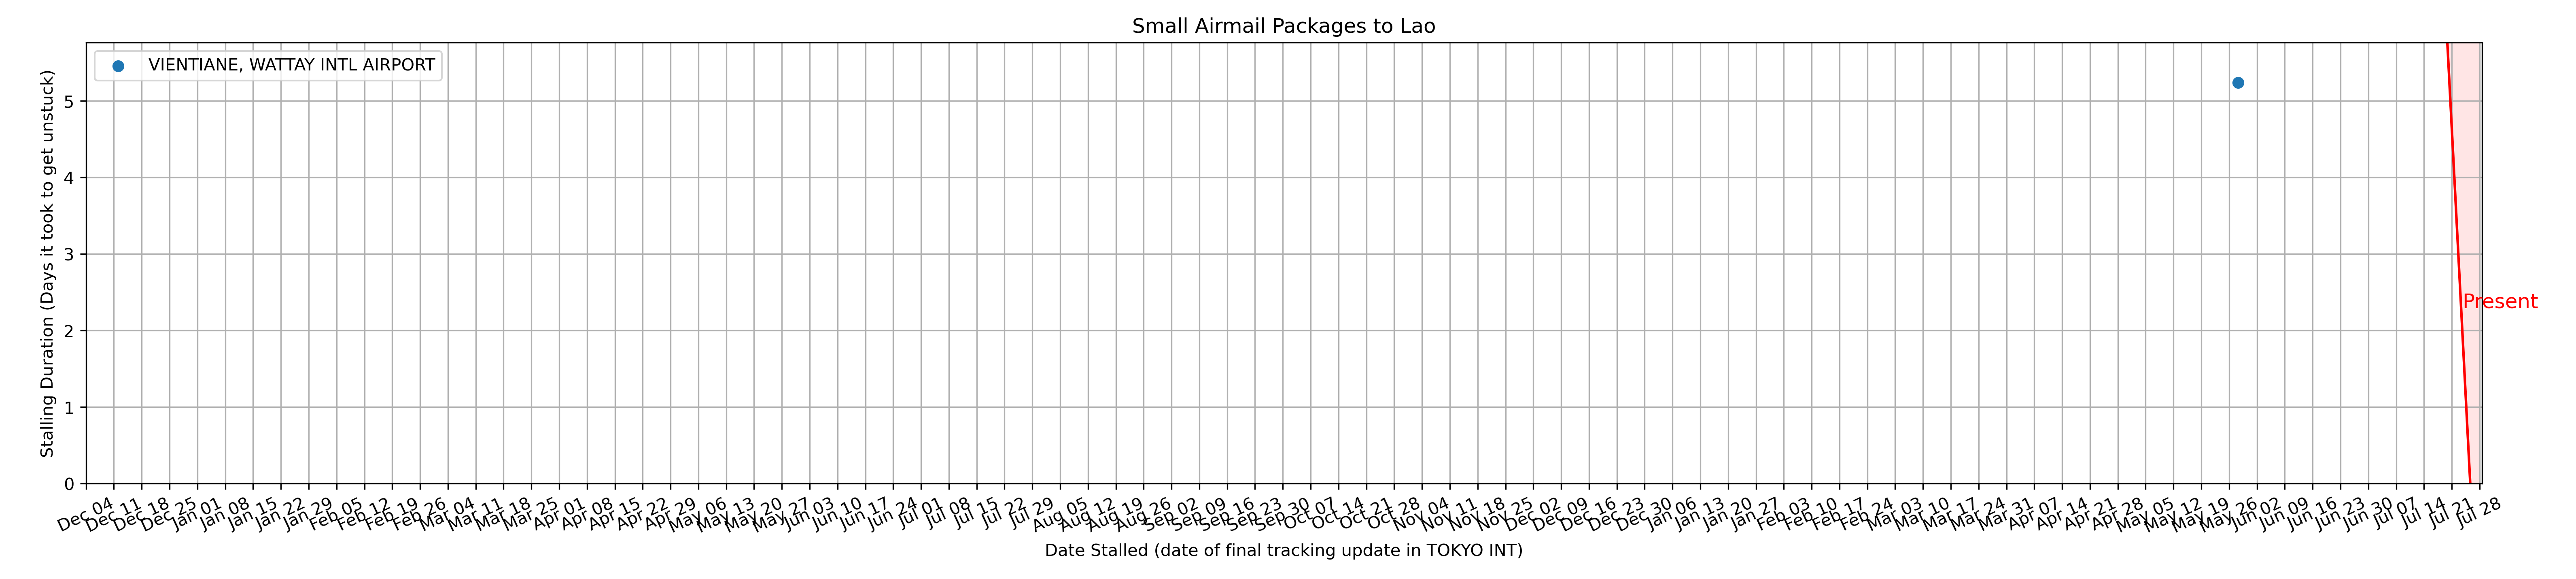 Small Airmail Packages to Lao
VIENTIANE, WATTAY INTL AIRPORT
Stalling Duration (Days it took to get unstuck)
5
4
3
2
1
0
Present
Dec 04 Dec 11 Dec 18 Dec 25 Jan 01 Jan 08 Jan 15 Jan 22 Jan 29 Feb 05 Feb 12 Feb 19 Feb 26 Mar 04 Mar 11 Mar 18 Mar 25 Apr 01 Apr 08 Apr 15 Apr 22 Apr 29 May 06 May 13 May 20 May 27 Jun 03 Jun 10 Jun 17 Jun 24 Jul 01 Jul 08 Jul 15 Jul 22 Jul 29 Aug 05 Aug 12 Aug 19 Aug 26 Sep 02 Sep 09 Sep 16 Sep 23 Sep 30 Oct 07 Oct 14 Oct 21 Oct 28 Nov 04 Nov 11 Nov 18 Nov 25 Dec 02 Dec 09 Dec 16 Dec 23 Dec 30 Jan 06 Jan 13 Jan 20 Jan 27 Feb 03 Feb 10 Feb 17 Feb 24 Mar 03 Mar 10 Mar 17 Mar 24 Mar 31 Apr 07 Apr 14 Apr 21 Apr 28 May 05 May 12 May 19 May 26 Jun 02 Jun 09 Jun 16 Jun 23 Jun 30 Jul 07 Jul 14 Jul 21 Jul 28
Date Stalled (date of final tracking update in TOKYO INT)